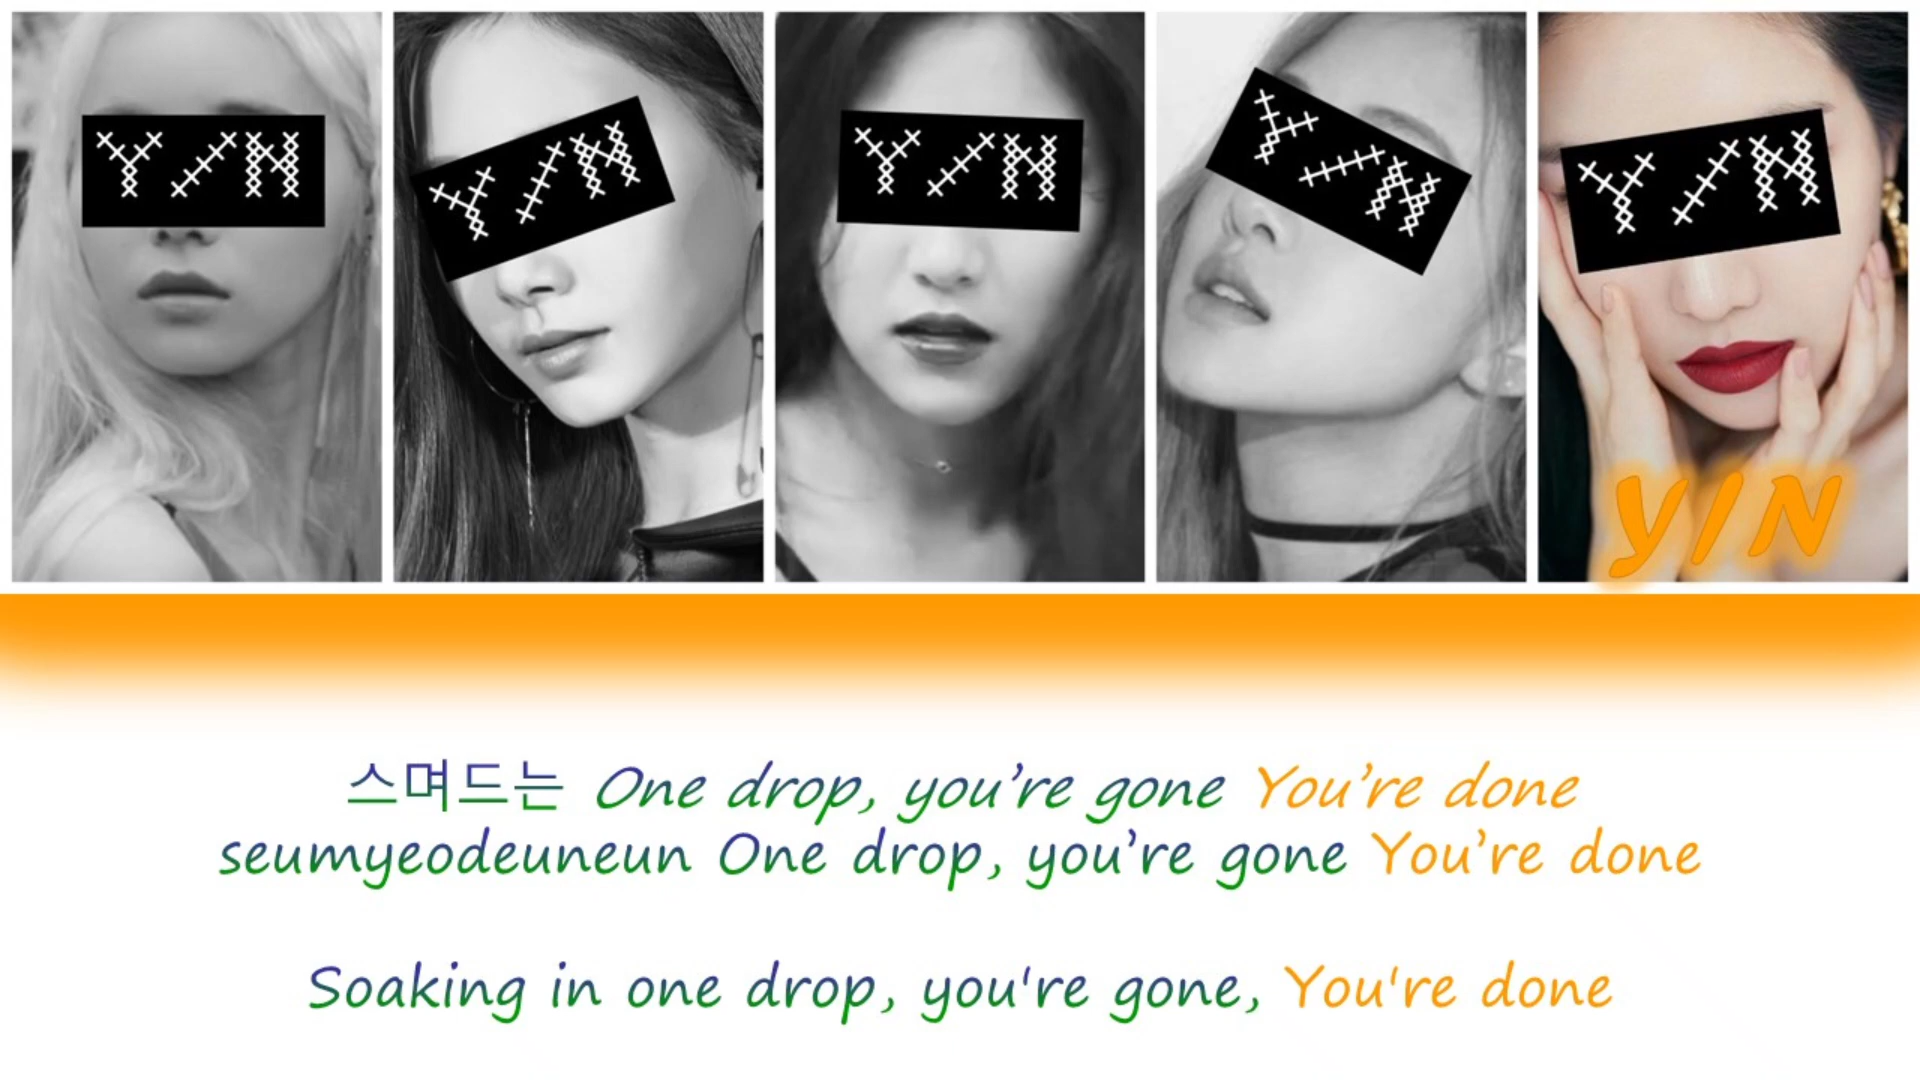 Y/N
Y/N
Y/N
Y/N
Y/N
Y/N
스며드는 One drop, you’re gone You’re done
seumyeodeuneun One drop, you’re gone You’re done
Soaking in one drop, you're gone, You're done